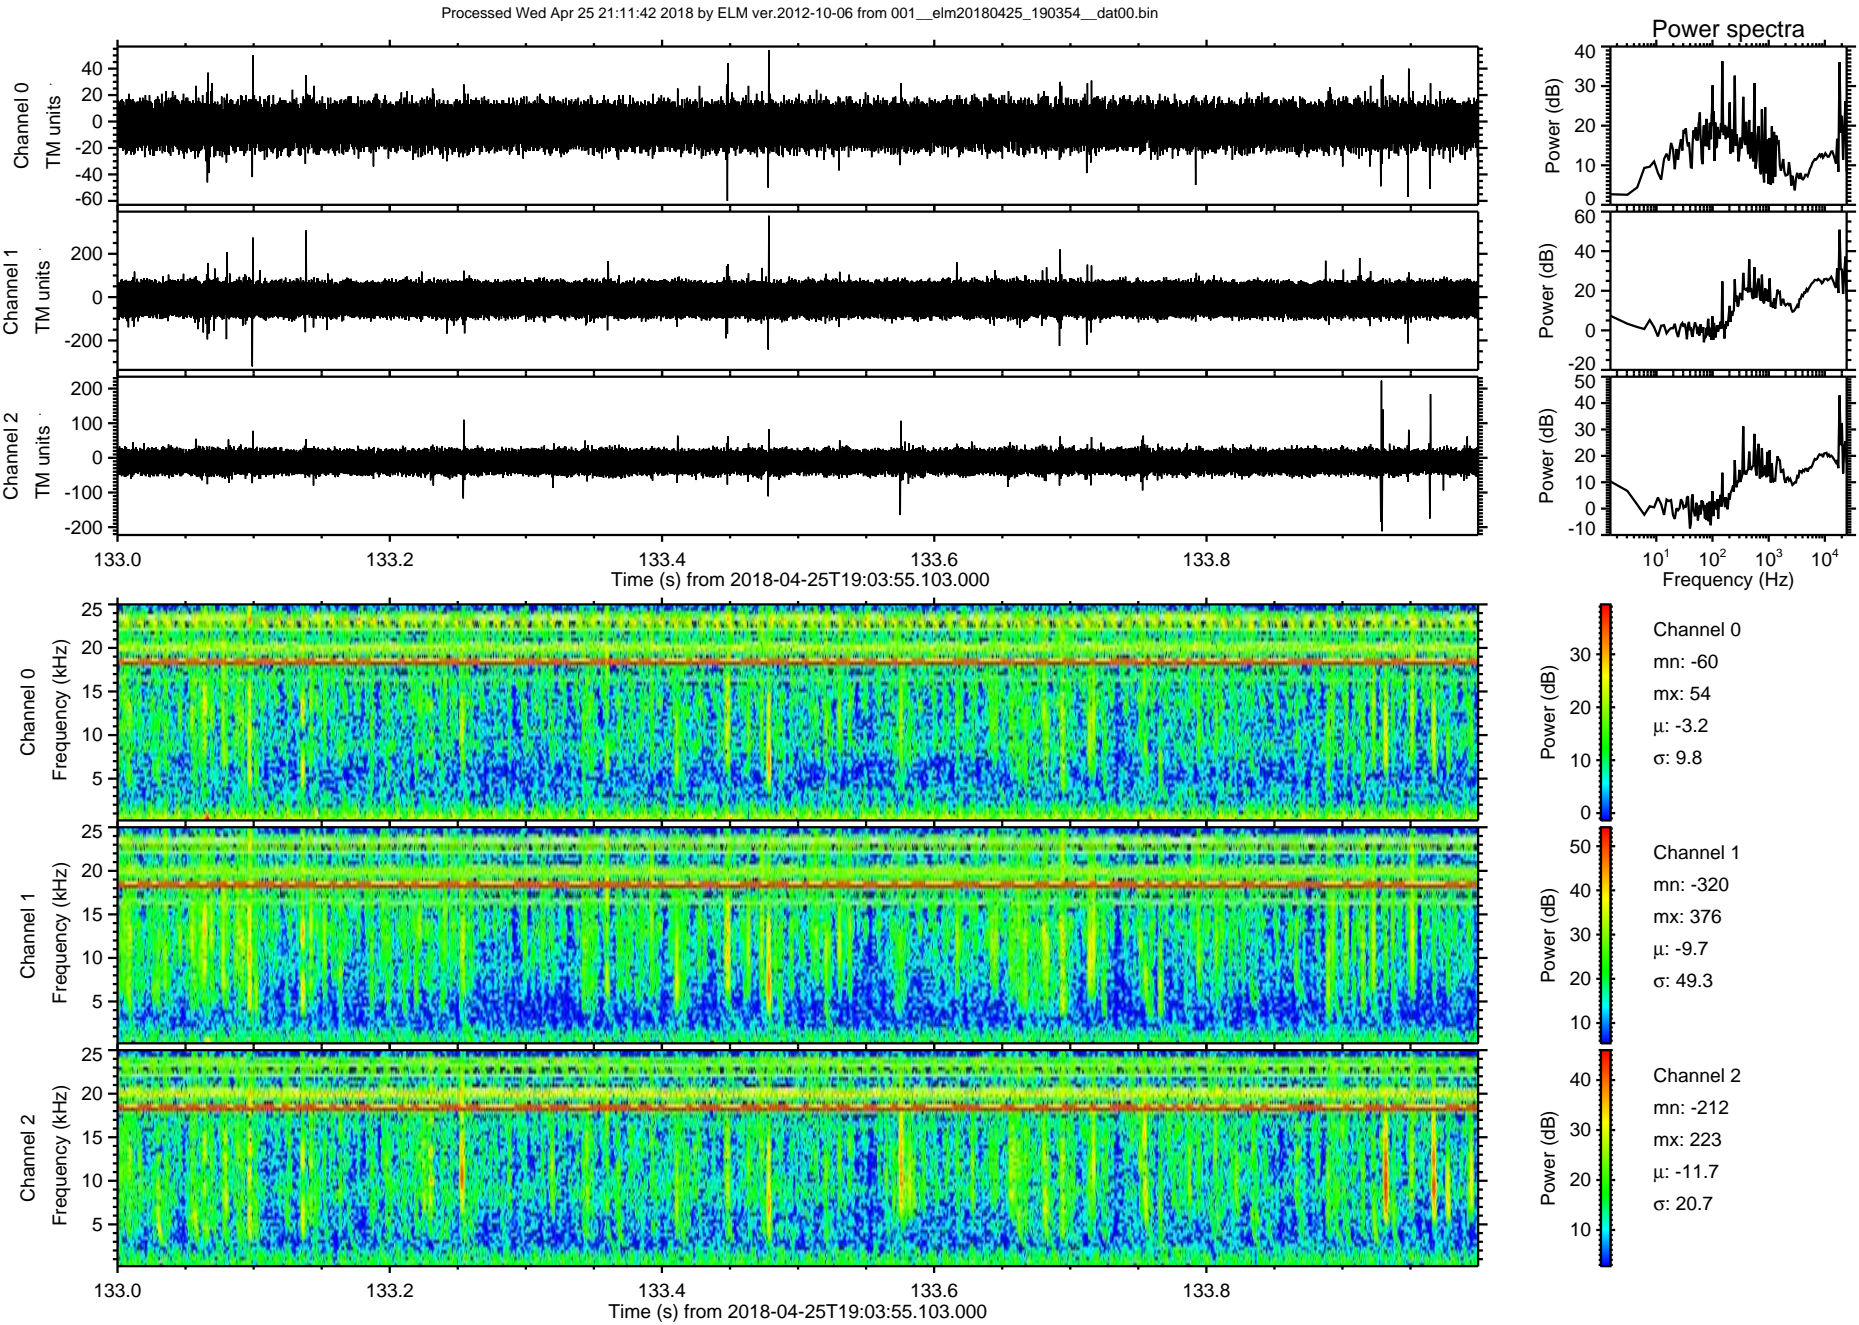 Processed Wed Apr 25 21:11:42 2018 by ELM ver.2012-10-06 from 001__elm20180425_190354__dat00.bin
Power spectra
Channel 0
TM units
40
20
0
-20
-40
-60
Power (dB)
40
30
20
10
0
Channel 1
TM units
200
0
-200
Power (dB)
60
40
20
0
-20
Channel 2
TM units
200
100
0
-100
-200
Power (dB)
50
40
30
20
10
0
-10
133.0 133.2 133.4 133.6 133.8
Time (s) from 2018-04-25T19:03:55.103.000
10^1 10^2 10^3 10^4
Frequency (Hz)
Channel 0
Frequency (kHz)
25
20
15
10
5
Power (dB)
30
20
10
0
Channel 0
mn: -60
mx: 54
μ: -3.2
σ: 9.8
Channel 1
Frequency (kHz)
25
20
15
10
5
Power (dB)
50
40
30
20
10
Channel 1
mn: -320
mx: 376
μ: -9.7
σ: 49.3
Channel 2
Frequency (kHz)
25
20
15
10
5
Power (dB)
40
30
20
10
Channel 2
mn: -212
mx: 223
μ: -11.7
σ: 20.7
133.0 133.2 133.4 133.6 133.8
Time (s) from 2018-04-25T19:03:55.103.000